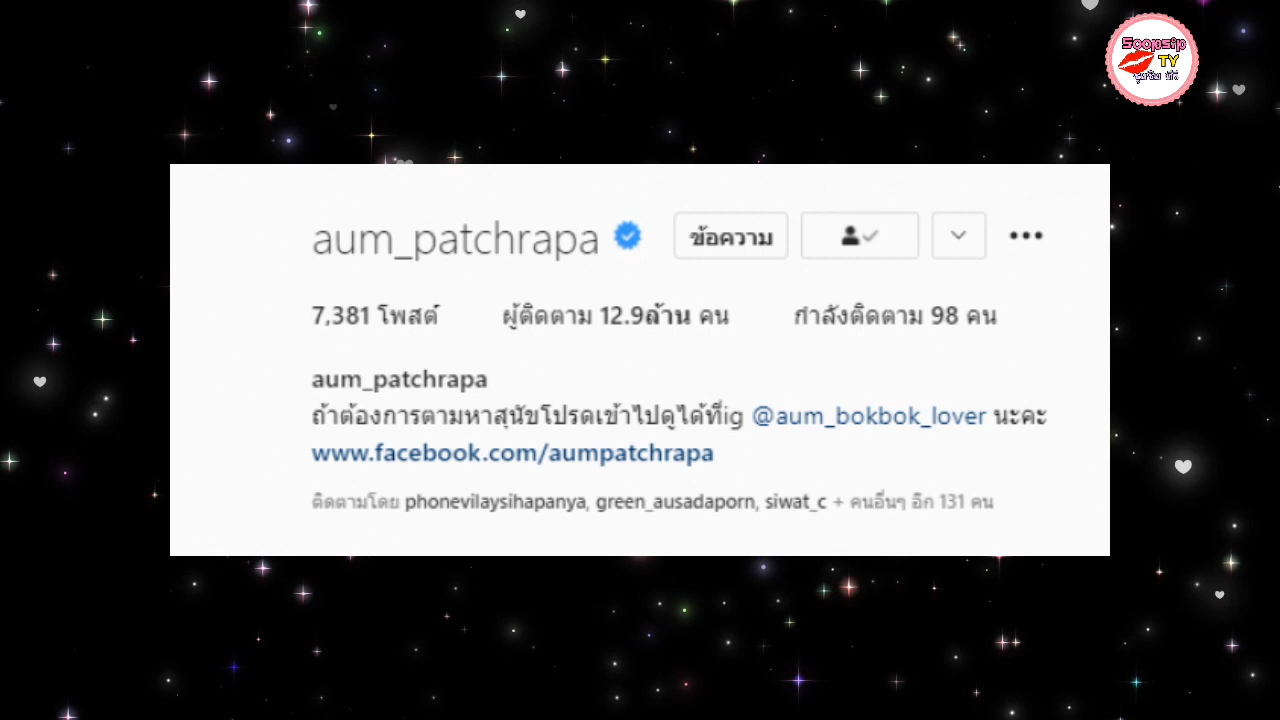 Soopsip
TY
aum_patchrapa
ข้อความ
7,381 โพสต์ ผู้ติดตาม 12.9ล้าน คน กำลังติดตาม 98 คน
aum_patchrapa
ถ้าต้องการตามหาสุนัขโปรดเข้าไปดูได้ที่ig @aum_bokbok_lover นะคะ
www.facebook.com/aumpatchrapa
ติดตามโดย phonevilaysihapanya, green_ausadaporn, siwat_c + คนอื่นๆ อีก 131 คน